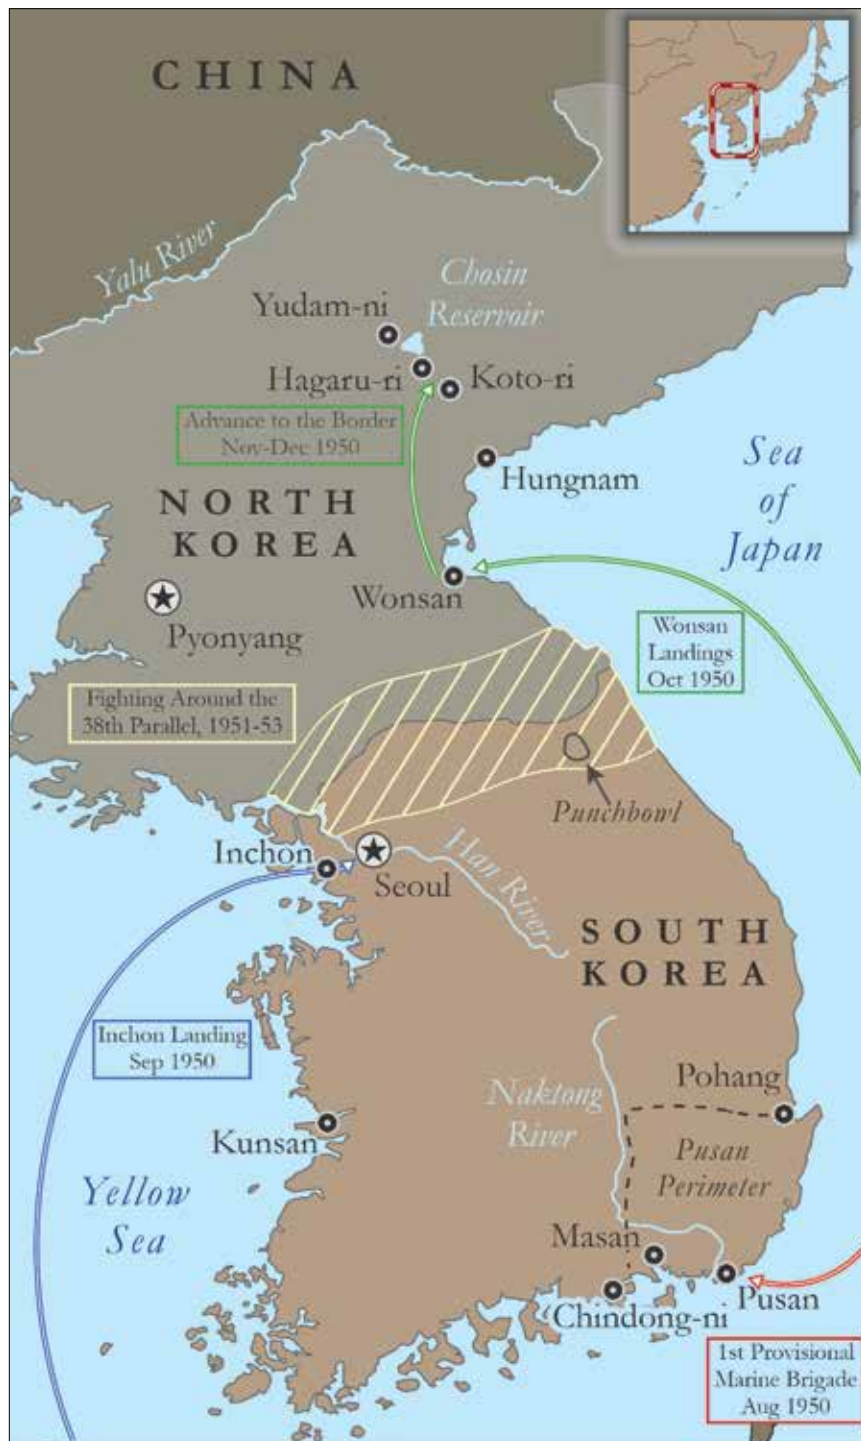 CHINA
Yalu River
Chosin
Reservoir
Yudam-ni
Hagaru-ri
Koto-ri
Advance to the Border
Nov-Dec 1950
Hungnam
Sea
of
Japan
NORTH
KOREA
Wonsan
Pyonyang
Wonsan
Landings
Oct 1950
Fighting Around the
38th Parallel, 1951-53
Punchbowl
Inchon
Seoul
Han River
SOUTH
KOREA
Inchon Landing
Sep 1950
Pohang
Naktong
River
Kunsan
Pusan
Perimeter
Yellow
Sea
Masan
Pusan
Chindong-ni
1st Provisional
Marine Brigade
Aug 1950